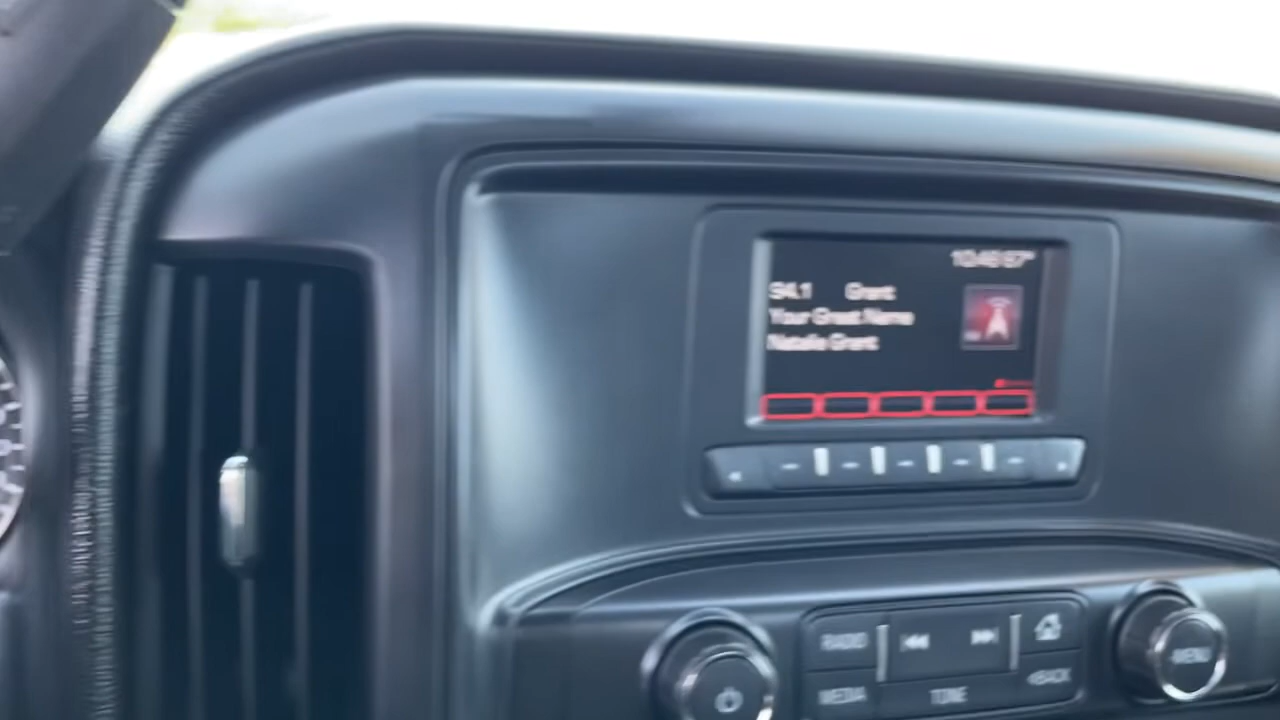 94.1 Grant
Your Great Name
Natalie Grant
RADIO
MENU
MEDIA
TONE
◄BACK